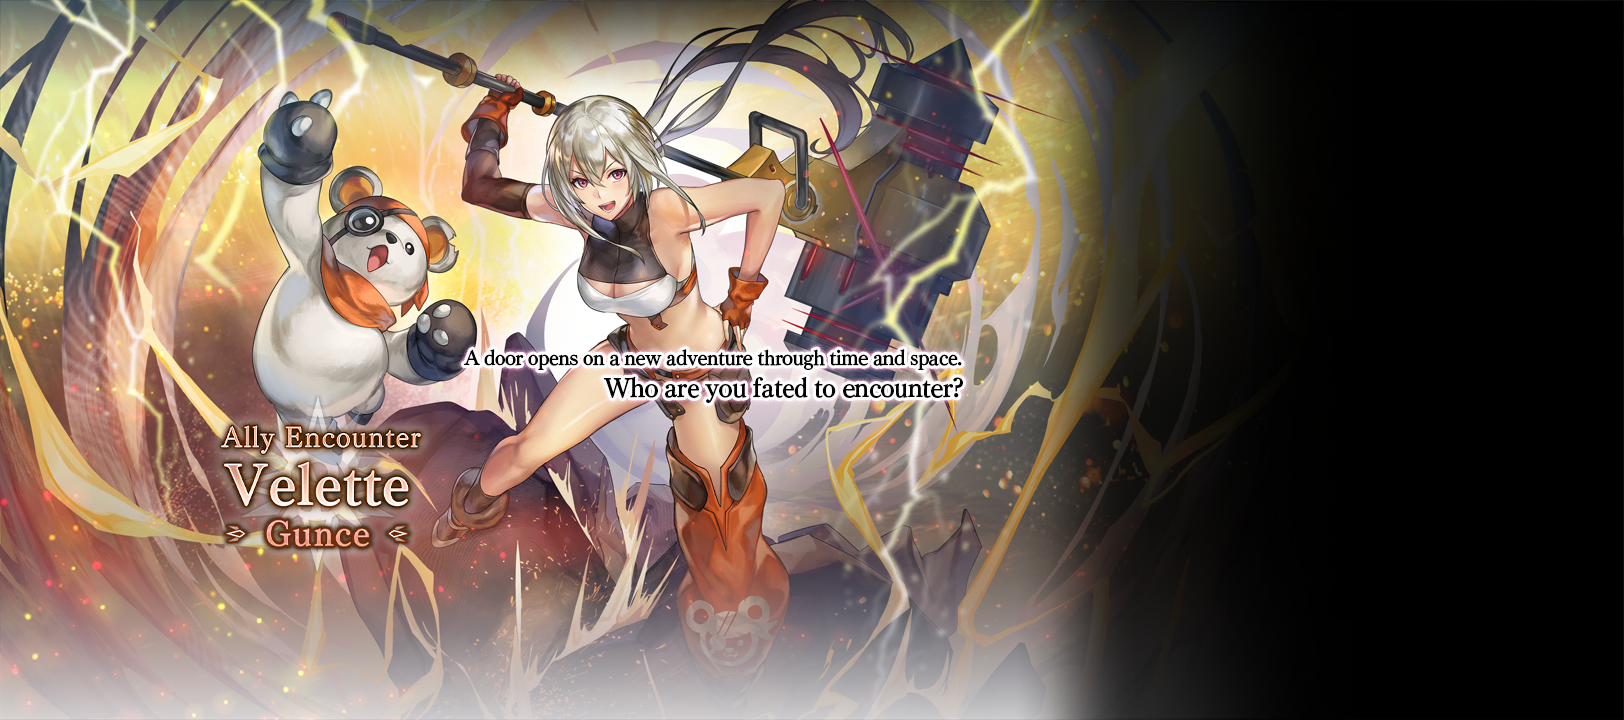 A door opens on a new adventure through time and space.
Who are you fated to encounter?
Ally Encounter
Velette
Gunce